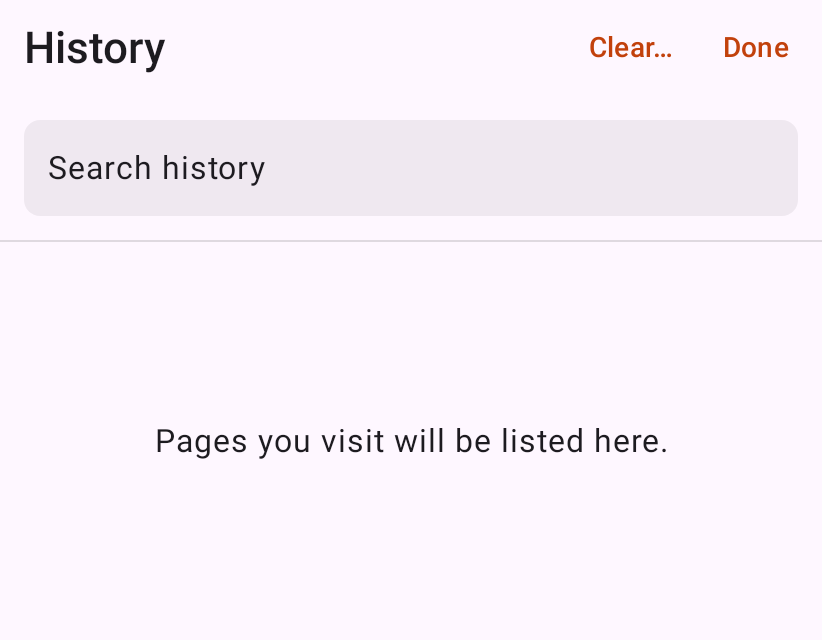 History
Clear…
Done
Search history
Pages you visit will be listed here.